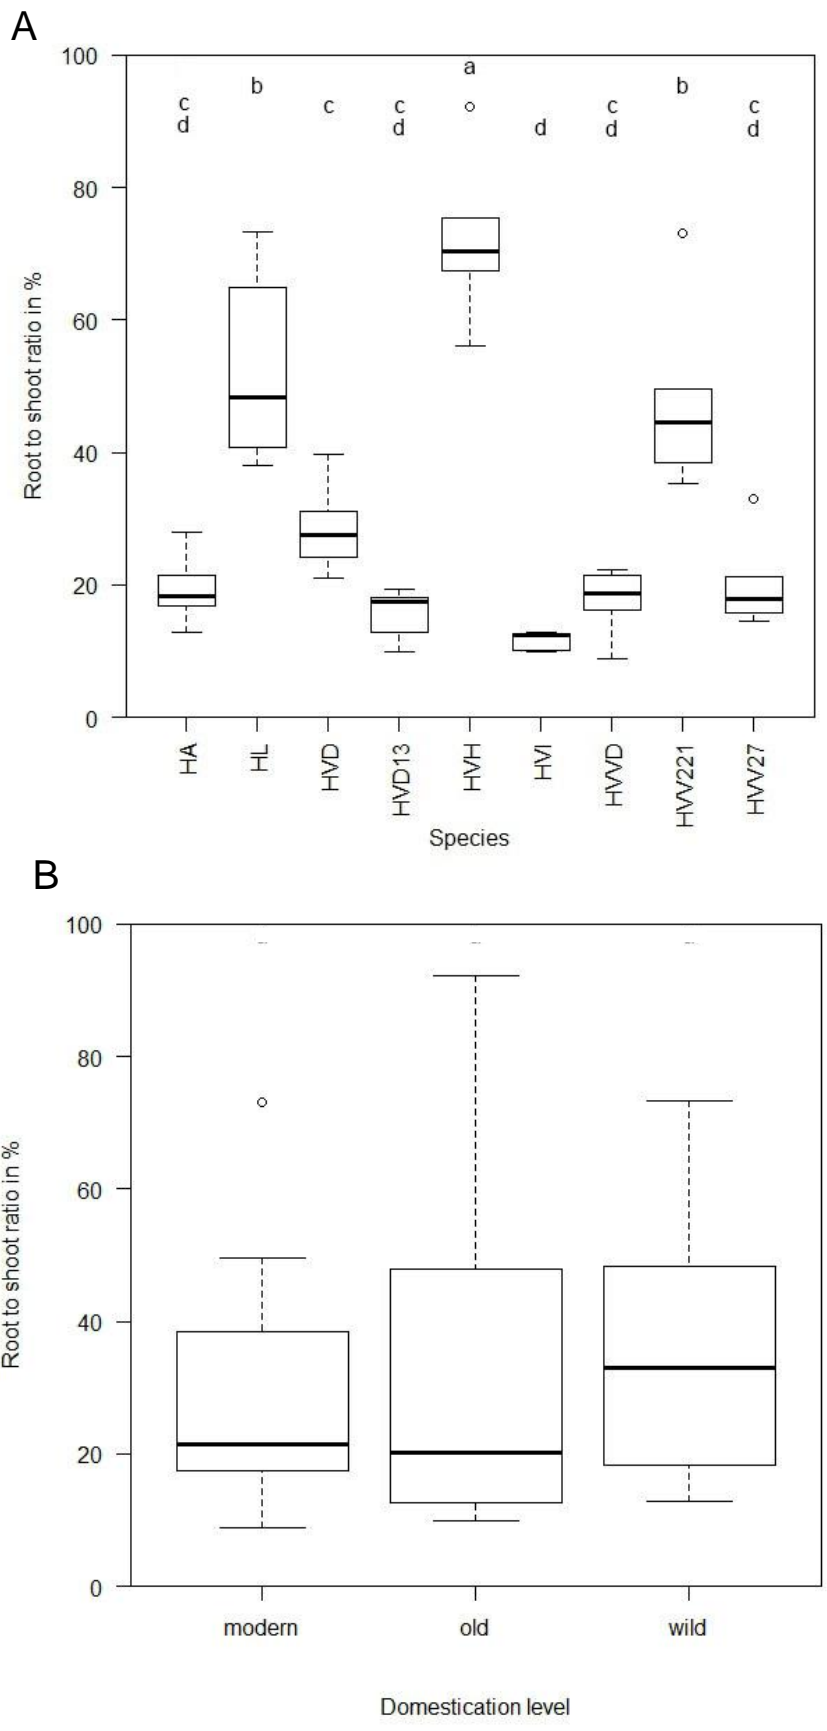 A
100
a
b b
c c c c c
d d d d d
80
60
40
20
0
Root to shoot ratio in %
HA HL HVD HVD13 HVH HVI HVVD HVV221 HVV27
Species
B
100
80
60
40
20
0
Root to shoot ratio in %
modern old wild
Domestication level